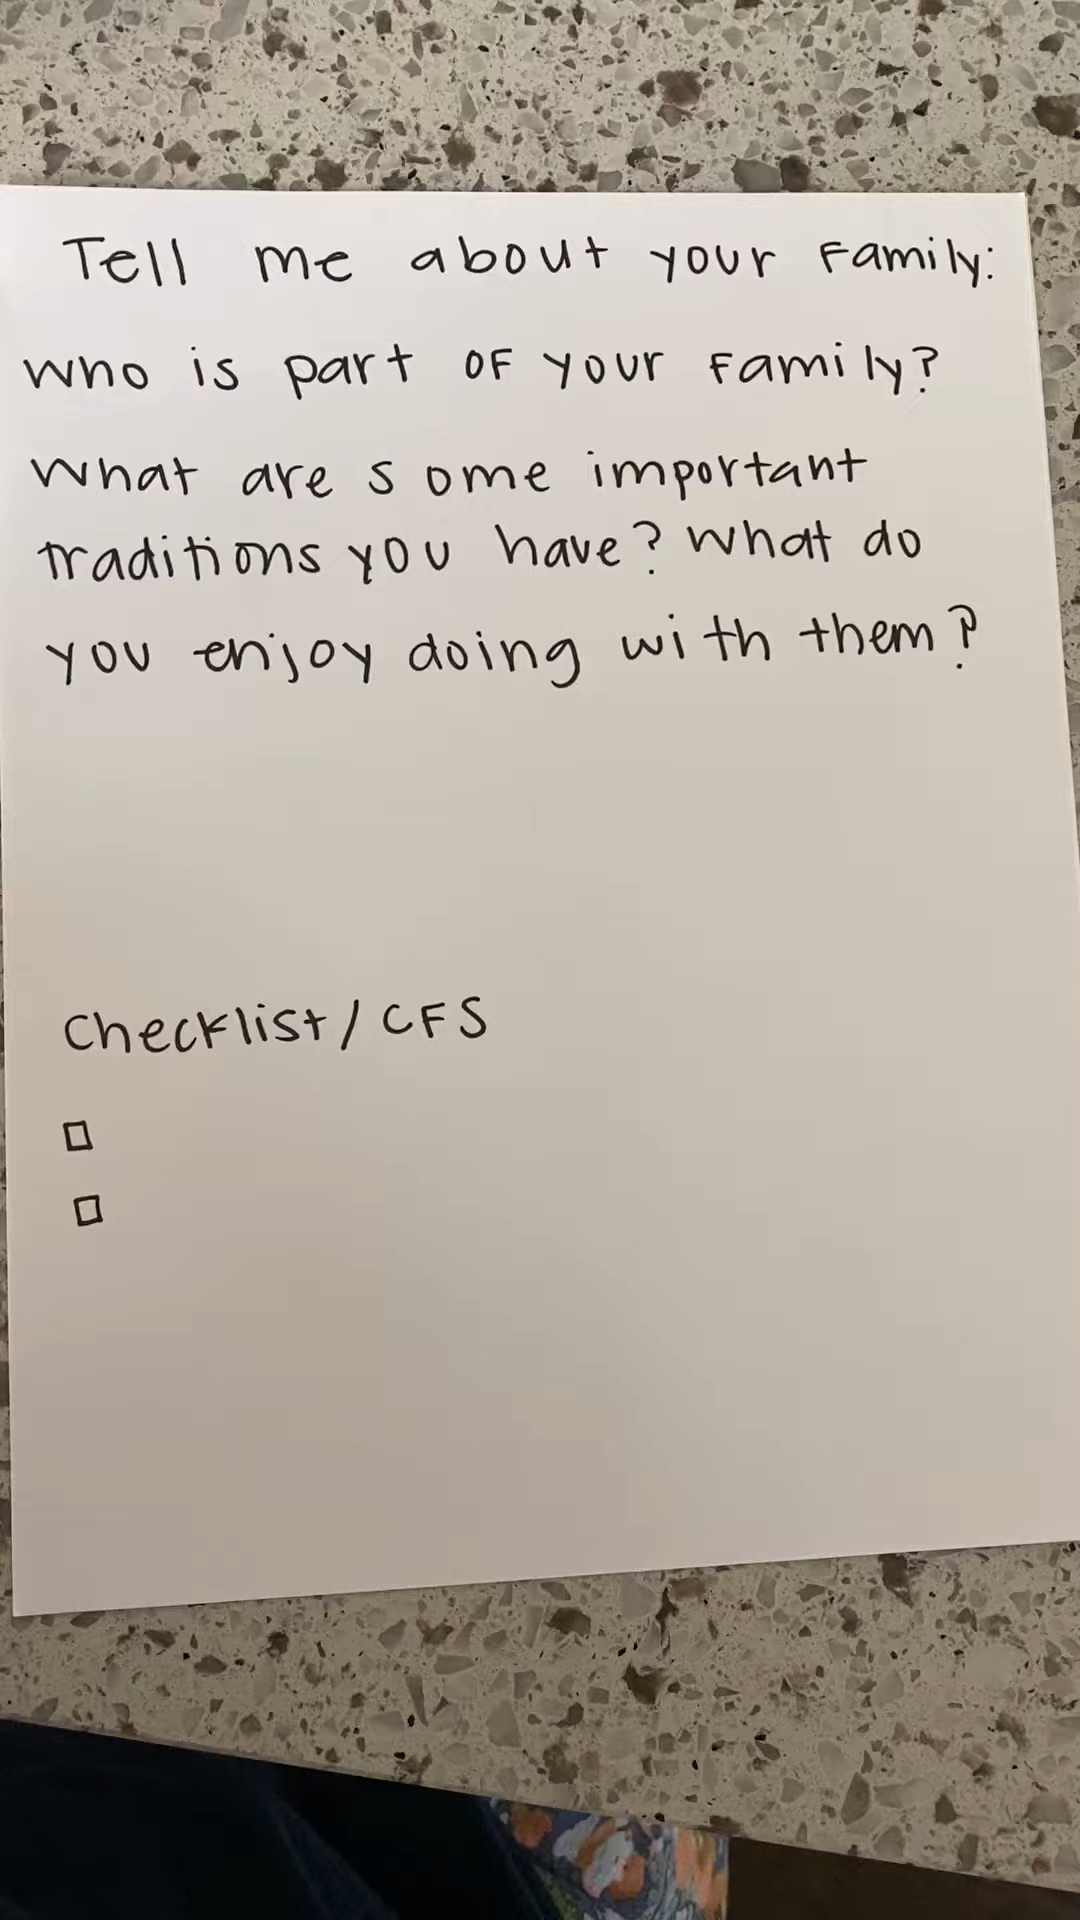 Tell me about your Family:
Who is part OF your Family?
What are some important
traditions you have? What do
you enjoy doing with them?
Checklist/CFS